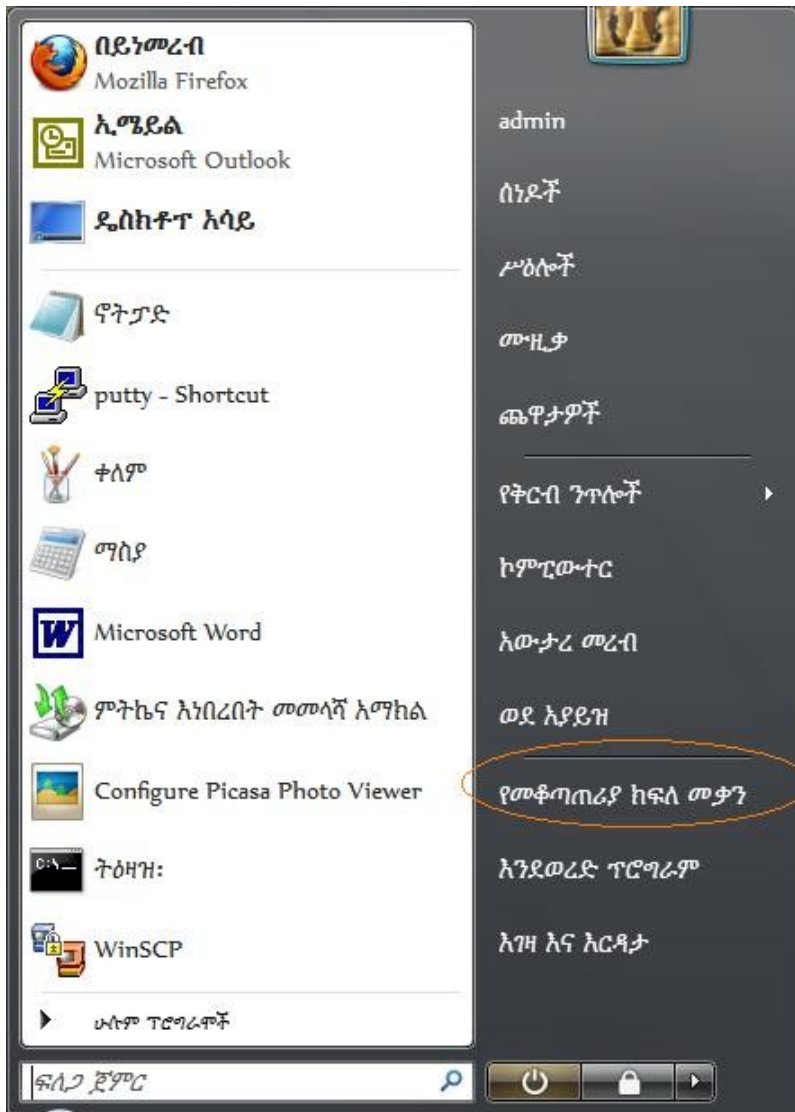 በይነመረብ
Mozilla Firefox
ኢሜይል
Microsoft Outlook
ዴስክቶፕ አሳይ
ኖትፓድ
putty - Shortcut
ቀለም
ማስያ
Microsoft Word
ምትኬና እነበረበት መመላሻ አማከል
Configure Picasa Photo Viewer
C:\
ትዕዛዝ፡
WinSCP
ሁሉም ፕሮግራሞች
ፍለጋ ጀምር
admin
ሰነዶች
ሥዕሎች
ሙዚቃ
ጨዋታዎች
የቅርብ ንጥሎች
ኮምፒውተር
አውታረ መረብ
ወደ አያይዝ
የመቆጣጠሪያ ክፍለ መቃን
እንደወረድ ፕሮግራም
እገዛ እና እርዳታ